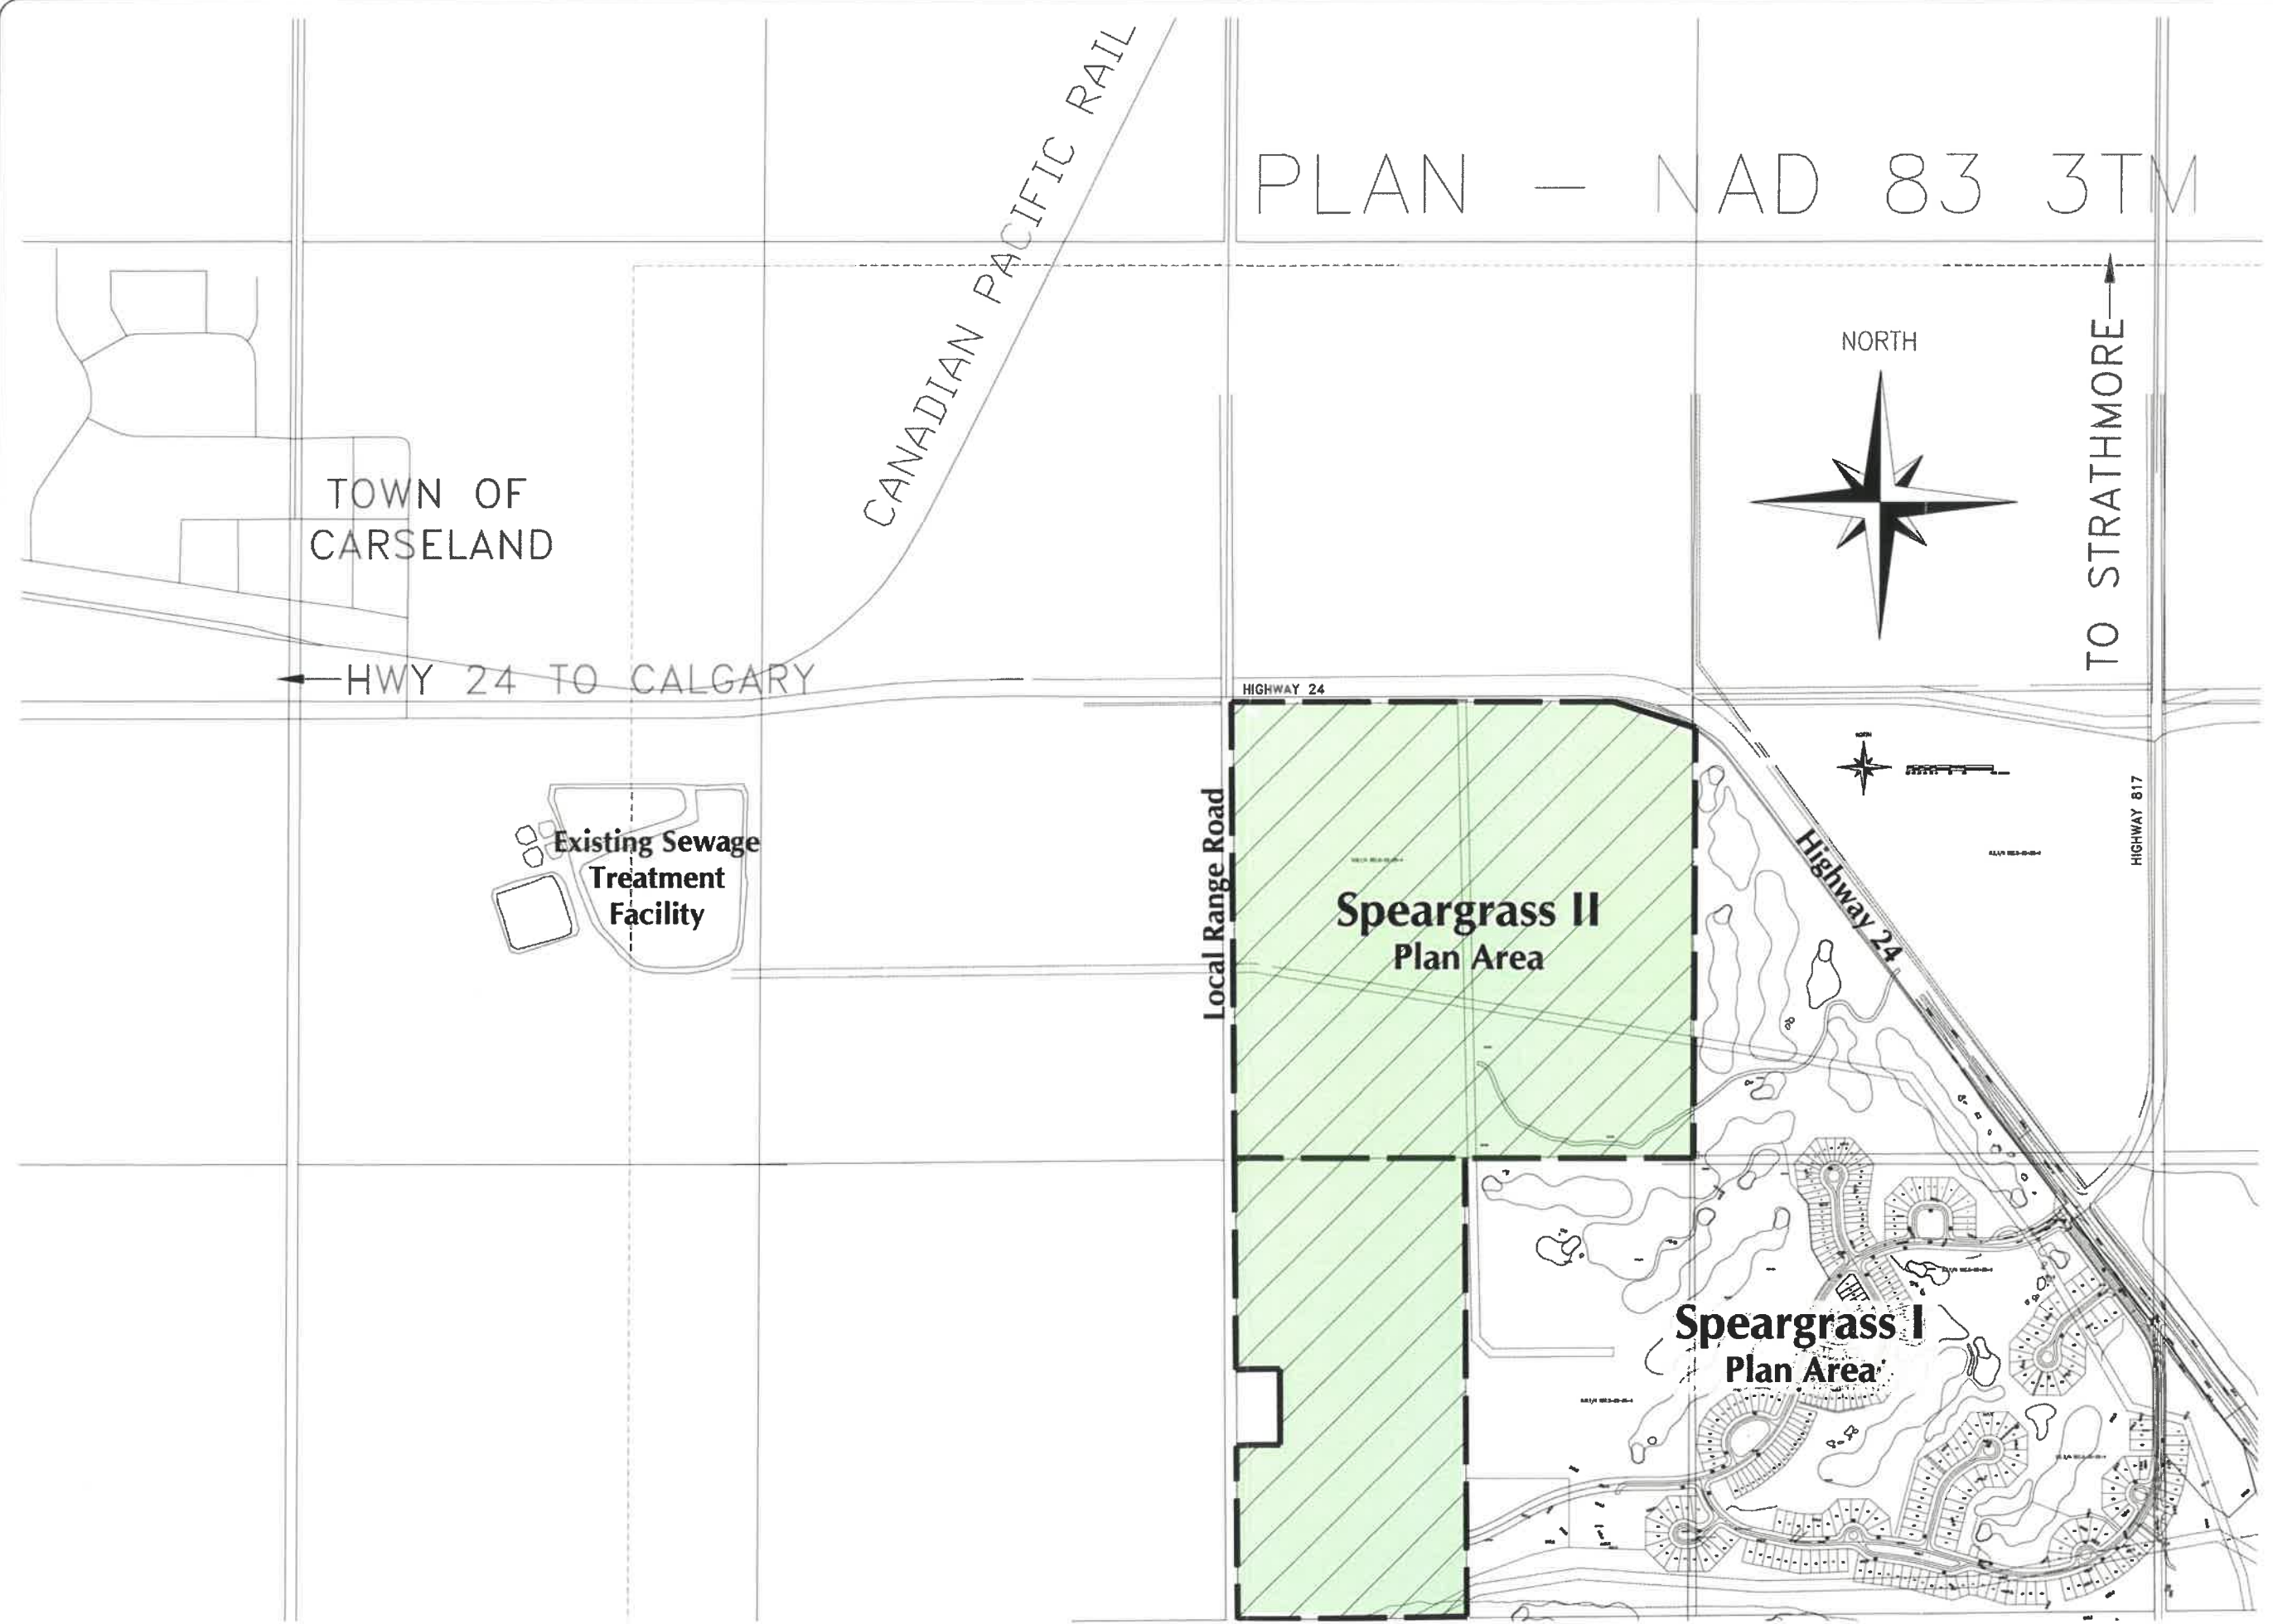 CANADIAN PACIFIC RAIL
PLAN - NAD 83 3TM
NORTH
TO STRATHMORE
TOWN OF
CARSELAND
HWY 24 TO CALGARY
HIGHWAY 24
NORTH
HIGHWAY 817
Existing Sewage
Treatment
Facility
Local Range Road
Highway 24
Speargrass II
Plan Area
Speargrass I
Plan Area